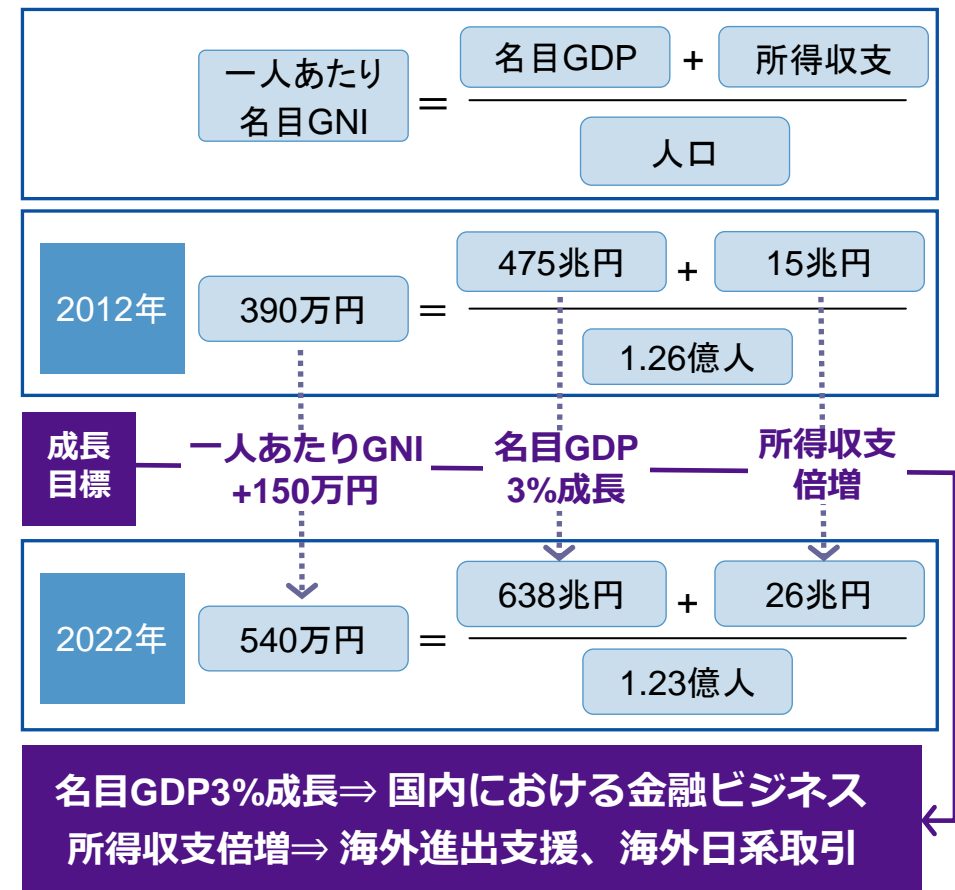 一人あたり
名目GNI
=
名目GDP
+
所得収支
人口
2012年
390万円
=
475兆円
+
15兆円
1.26億人
成長
目標
一人あたりGNI
+150万円
名目GDP
3%成長
所得収支
倍増
2022年
540万円
=
638兆円
+
26兆円
1.23億人
名目GDP3%成長⇒ 国内における金融ビジネス
所得収支倍増⇒ 海外進出支援、海外日系取引